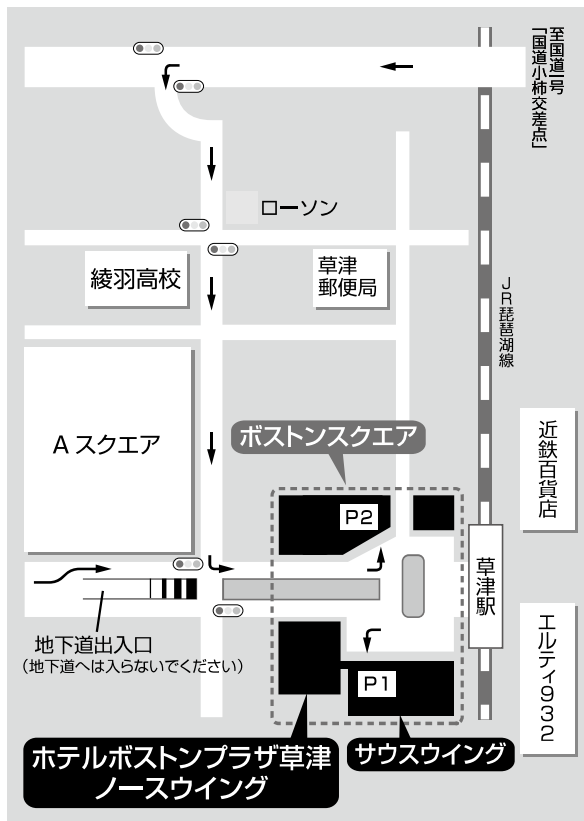 至国道一号
「国道小柿交差点」
ローソン
綾羽高校
草津
郵便局
JR琵琶湖線
Aスクエア
ボストンスクエア
近鉄百貨店
P2
草津駅
地下道出入口
（地下道へは入らないでください）
P1
エルティ932
ホテルボストンプラザ草津
ノースウイング
サウスウイング